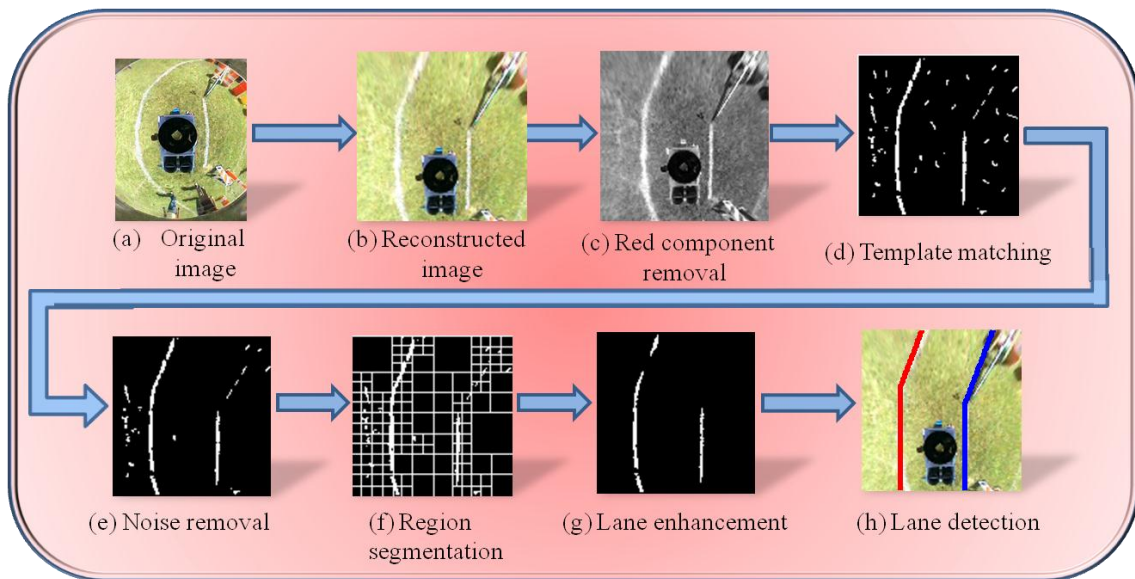 (a) Original
image
(b) Reconstructed
image
(c) Red component
removal
(d) Template matching
(e) Noise removal
(f) Region
segmentation
(g) Lane enhancement
(h) Lane detection